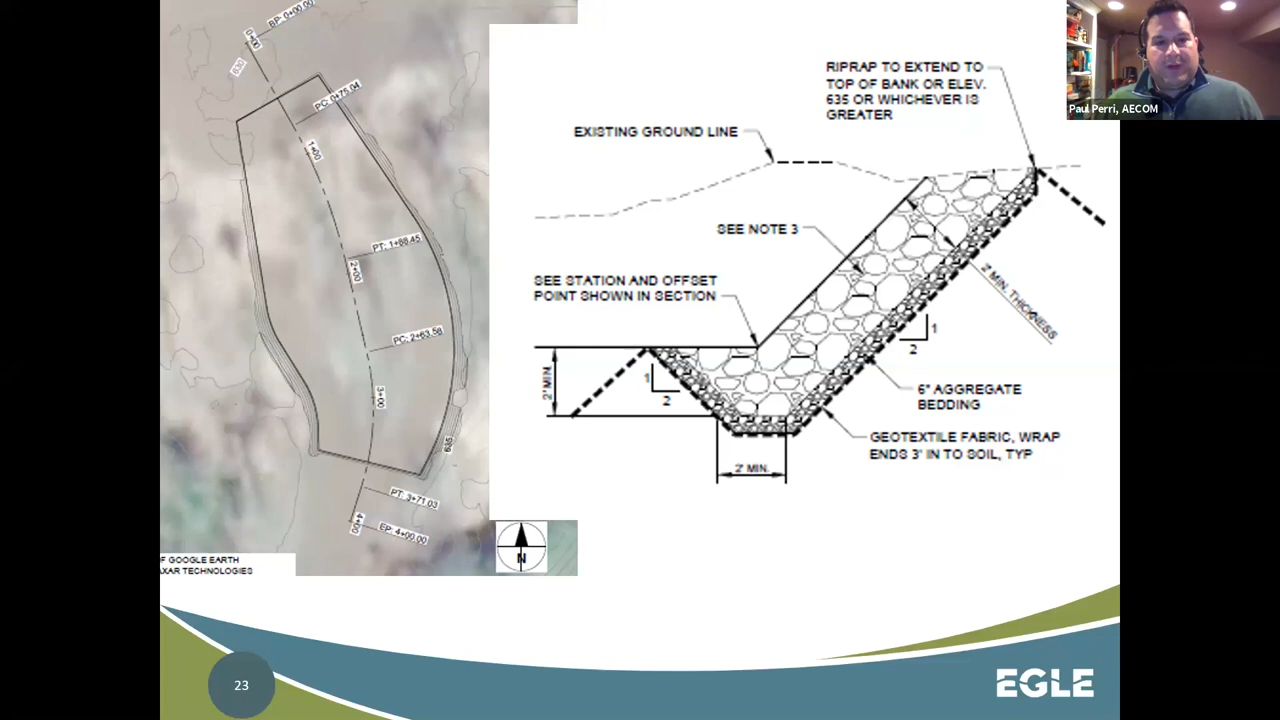 BP: 0+00.00
0+00
630
PC: 0+75.04
1+00
PT: 1+88.45
2+00
PC: 2+63.56
3+00
635
PT: 3+71.03
4+00
EP: 4+00.00
F GOOGLE EARTH
AXAR TECHNOLOGIES
N
RIPRAP TO EXTEND TO
TOP OF BANK OR ELEV.
635 OR WHICHEVER IS
GREATER
EXISTING GROUND LINE
SEE NOTE 3
SEE STATION AND OFFSET
POINT SHOWN IN SECTION
2' MIN. THICKNESS
1
2
2' MIN.
1
2
6" AGGREGATE
BEDDING
GEOTEXTILE FABRIC, WRAP
ENDS 3' IN TO SOIL, TYP
2' MIN.
Paul Perri, AECOM
23
EGLE